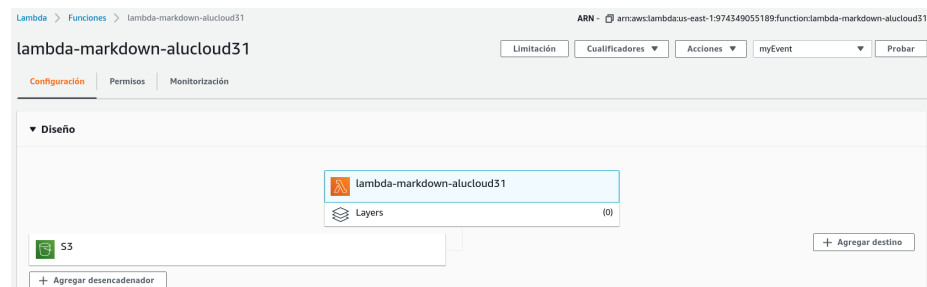 Lambda > Funciones > lambda-markdown-alucloud31 ARN - arn:aws:lambda:us-east-1:974349055189:function:lambda-markdown-alucloud31
lambda-markdown-alucloud31 Limitación Cualificadores ▼ Acciones ▼ myEvent ▼ Probar
Configuración Permisos Monitorización
▼ Diseño
lambda-markdown-alucloud31
Layers (0)
S3 + Agregar destino
+ Agregar desencadenador